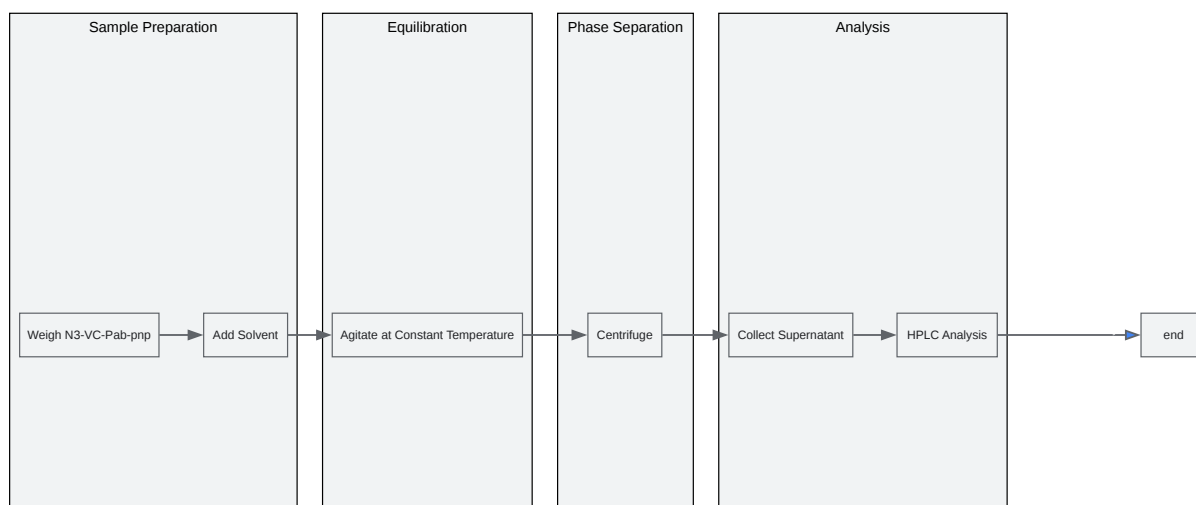 Sample Preparation
Equilibration
Phase Separation
Analysis
Weigh N3-VC-Pab-pnp
Add Solvent
Agitate at Constant Temperature
Centrifuge
Collect Supernatant
HPLC Analysis
end